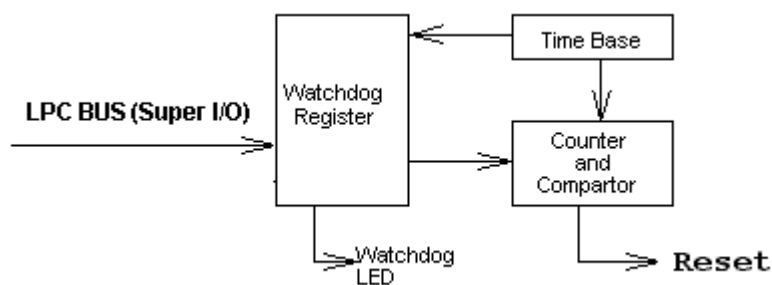 Time Base
Watchdog
Register
LPC BUS (Super I/O)
Counter
and
Compartor
Watchdog
LED
Reset